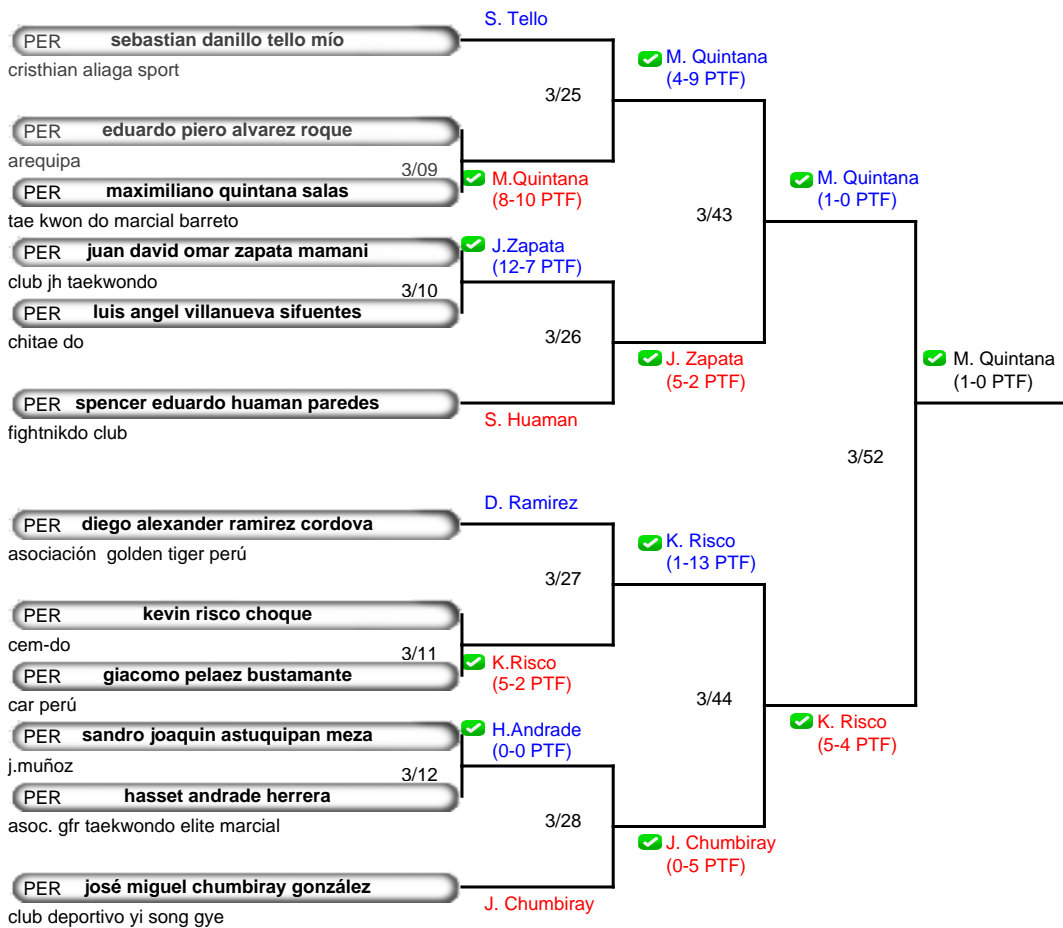 S. Tello
PER sebastian danillo tello mío
cristhian aliaga sport
M. Quintana
(4-9 PTF)
3/25
PER eduardo piero alvarez roque
arequipa
3/09
M.Quintana
(8-10 PTF)
PER maximiliano quintana salas
tae kwon do marcial barreto
M. Quintana
(1-0 PTF)
3/43
PER juan david omar zapata mamani
club jh taekwondo
J.Zapata
(12-7 PTF)
3/10
PER luis angel villanueva sifuentes
chitae do
3/26
J. Zapata
(5-2 PTF)
M. Quintana
(1-0 PTF)
PER spencer eduardo huaman paredes
fightnikdo club
S. Huaman
3/52
D. Ramirez
PER diego alexander ramirez cordova
asociación  golden tiger perú
K. Risco
(1-13 PTF)
3/27
PER kevin risco choque
cem-do
3/11
K.Risco
(5-2 PTF)
PER giacomo pelaez bustamante
car perú
3/44
K. Risco
(5-4 PTF)
PER sandro joaquin astuquipan meza
j.muñoz
H.Andrade
(0-0 PTF)
3/12
PER hasset andrade herrera
asoc. gfr taekwondo elite marcial
3/28
J. Chumbiray
(0-5 PTF)
PER josé miguel chumbiray gonzález
club deportivo yi song gye
J. Chumbiray